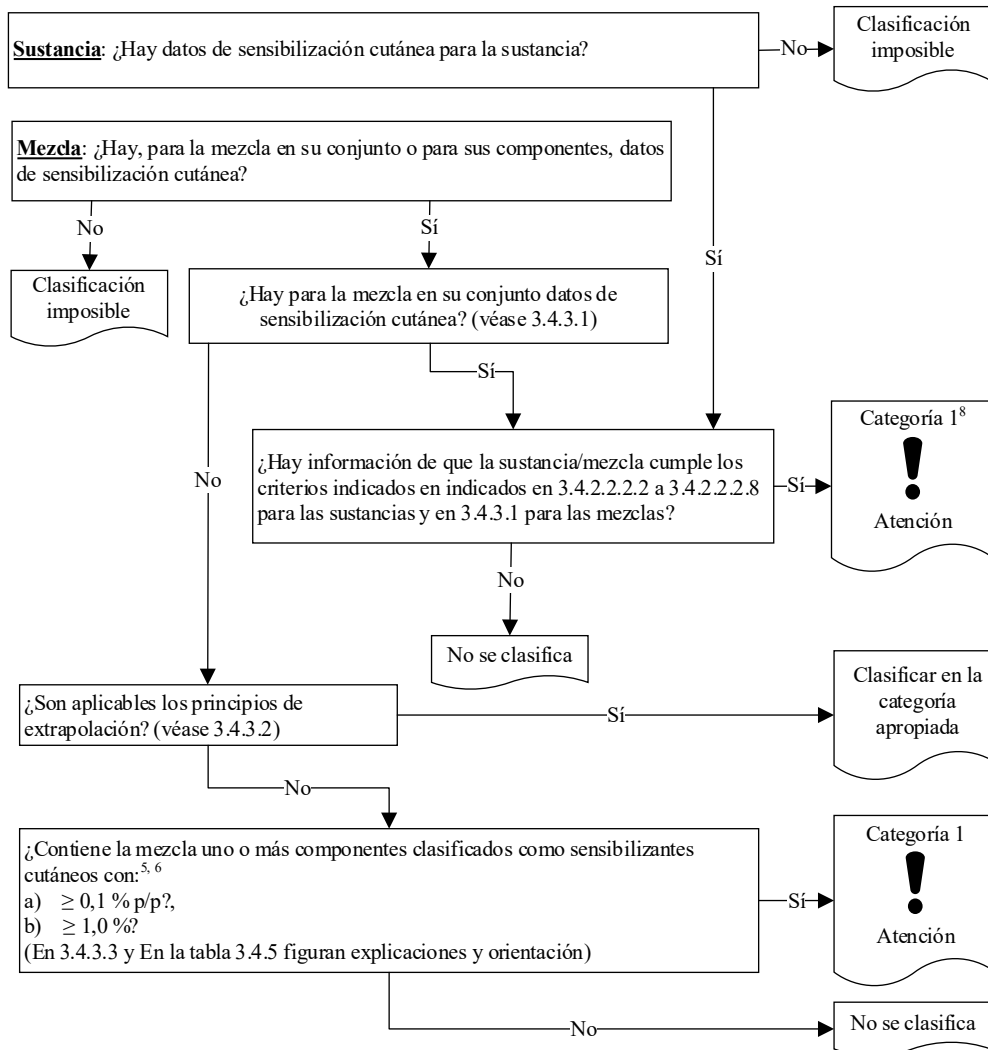 Sustancia: ¿Hay datos de sensibilización cutánea para la sustancia?
No
Clasificación
imposible
Mezcla: ¿Hay, para la mezcla en su conjunto o para sus componentes, datos
de sensibilización cutánea?
No
Sí
Sí
Clasificación
imposible
¿Hay para la mezcla en su conjunto datos de
sensibilización cutánea? (véase 3.4.3.1)
Sí
No
¿Hay información de que la sustancia/mezcla cumple los
criterios indicados en indicados en 3.4.2.2.2.2 a 3.4.2.2.2.8
para las sustancias y en 3.4.3.1 para las mezclas?
Sí
Categoría 1⁸
Atención
No
No se clasifica
¿Son aplicables los principios de
extrapolación? (véase 3.4.3.2)
Sí
Clasificar en la
categoría
apropiada
No
¿Contiene la mezcla uno o más componentes clasificados como sensibilizantes
cutáneos con:⁵, ⁶
a) ≥ 0,1 % p/p?,
b) ≥ 1,0 %?
(En 3.4.3.3 y En la tabla 3.4.5 figuran explicaciones y orientación)
Sí
Categoría 1
Atención
No
No se clasifica